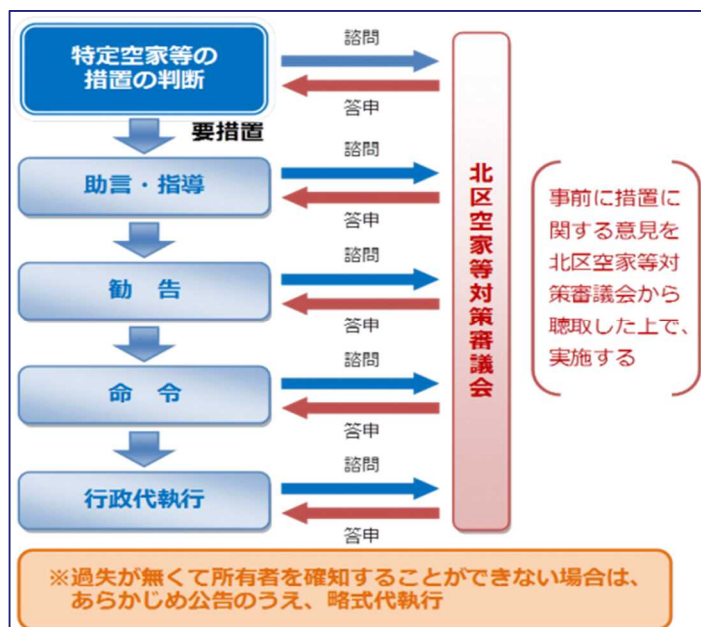 特定空家等の
措置の判断
諮問
答申
要措置
助言・指導
諮問
答申
勧　告
諮問
答申
命　令
諮問
答申
行政代執行
諮問
答申
北区空家等対策審議会
事前に措置に
関する意見を
北区空家等対
策審議会から
聴取した上で、
実施する
※過失が無くて所有者を確知することができない場合は、
あらかじめ公告のうえ、略式代執行